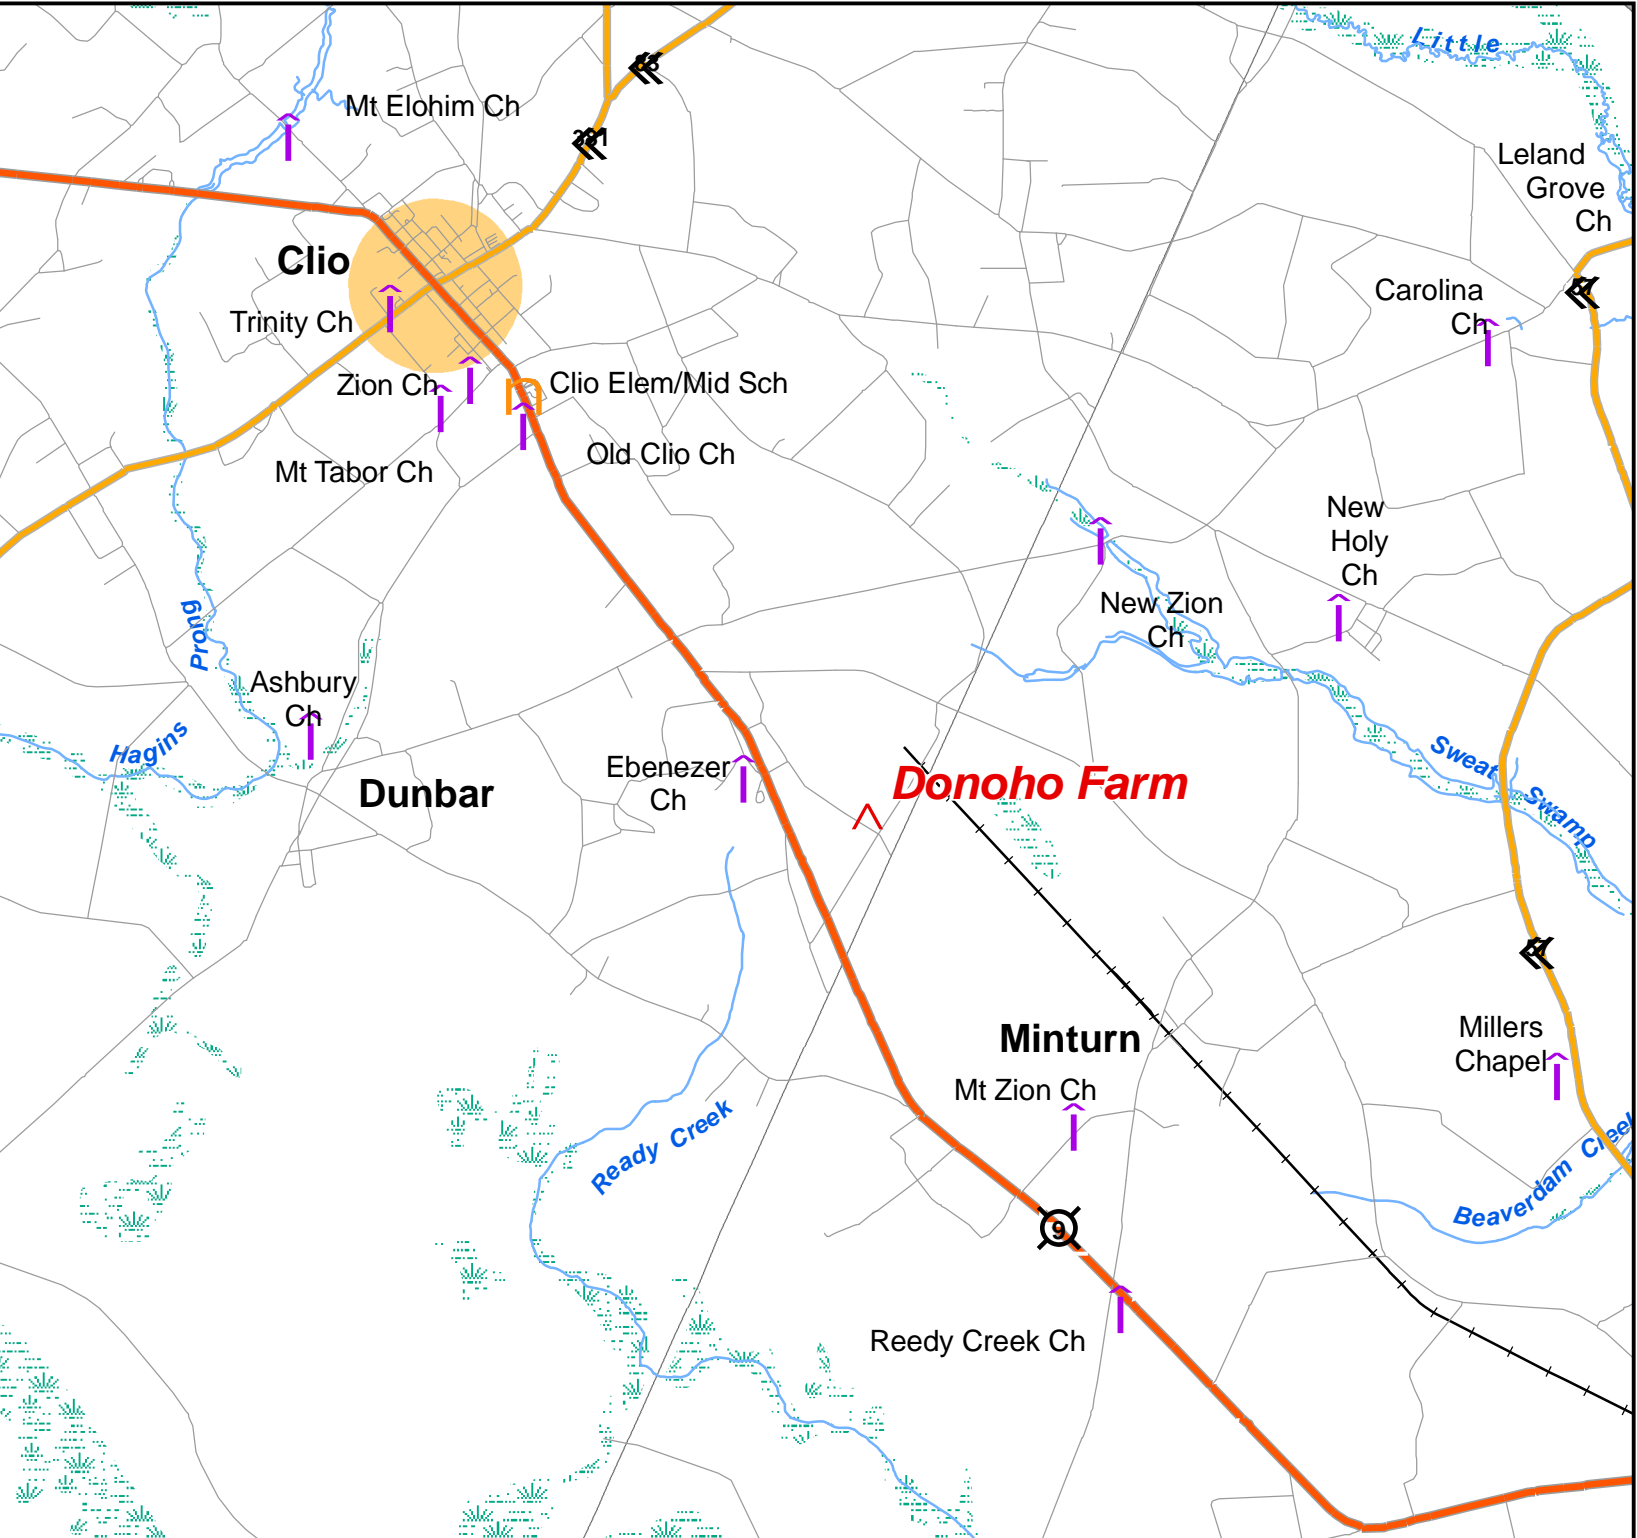 Little
Mt Elohim Ch
381
Leland
Grove
Ch
Clio
Carolina
Ch
Trinity Ch
Zion Ch
Clio Elem/Mid Sch
Old Clio Ch
Mt Tabor Ch
New
Holy
Ch
Prong
New Zion
Ch
Ashbury
Ch
Hagins
Sweat
Swamp
Ebenezer
Ch
Donoho Farm
Dunbar
Minturn
Millers
Chapel
Mt Zion Ch
Ready Creek
Beaverdam Creek
9
Reedy Creek Ch